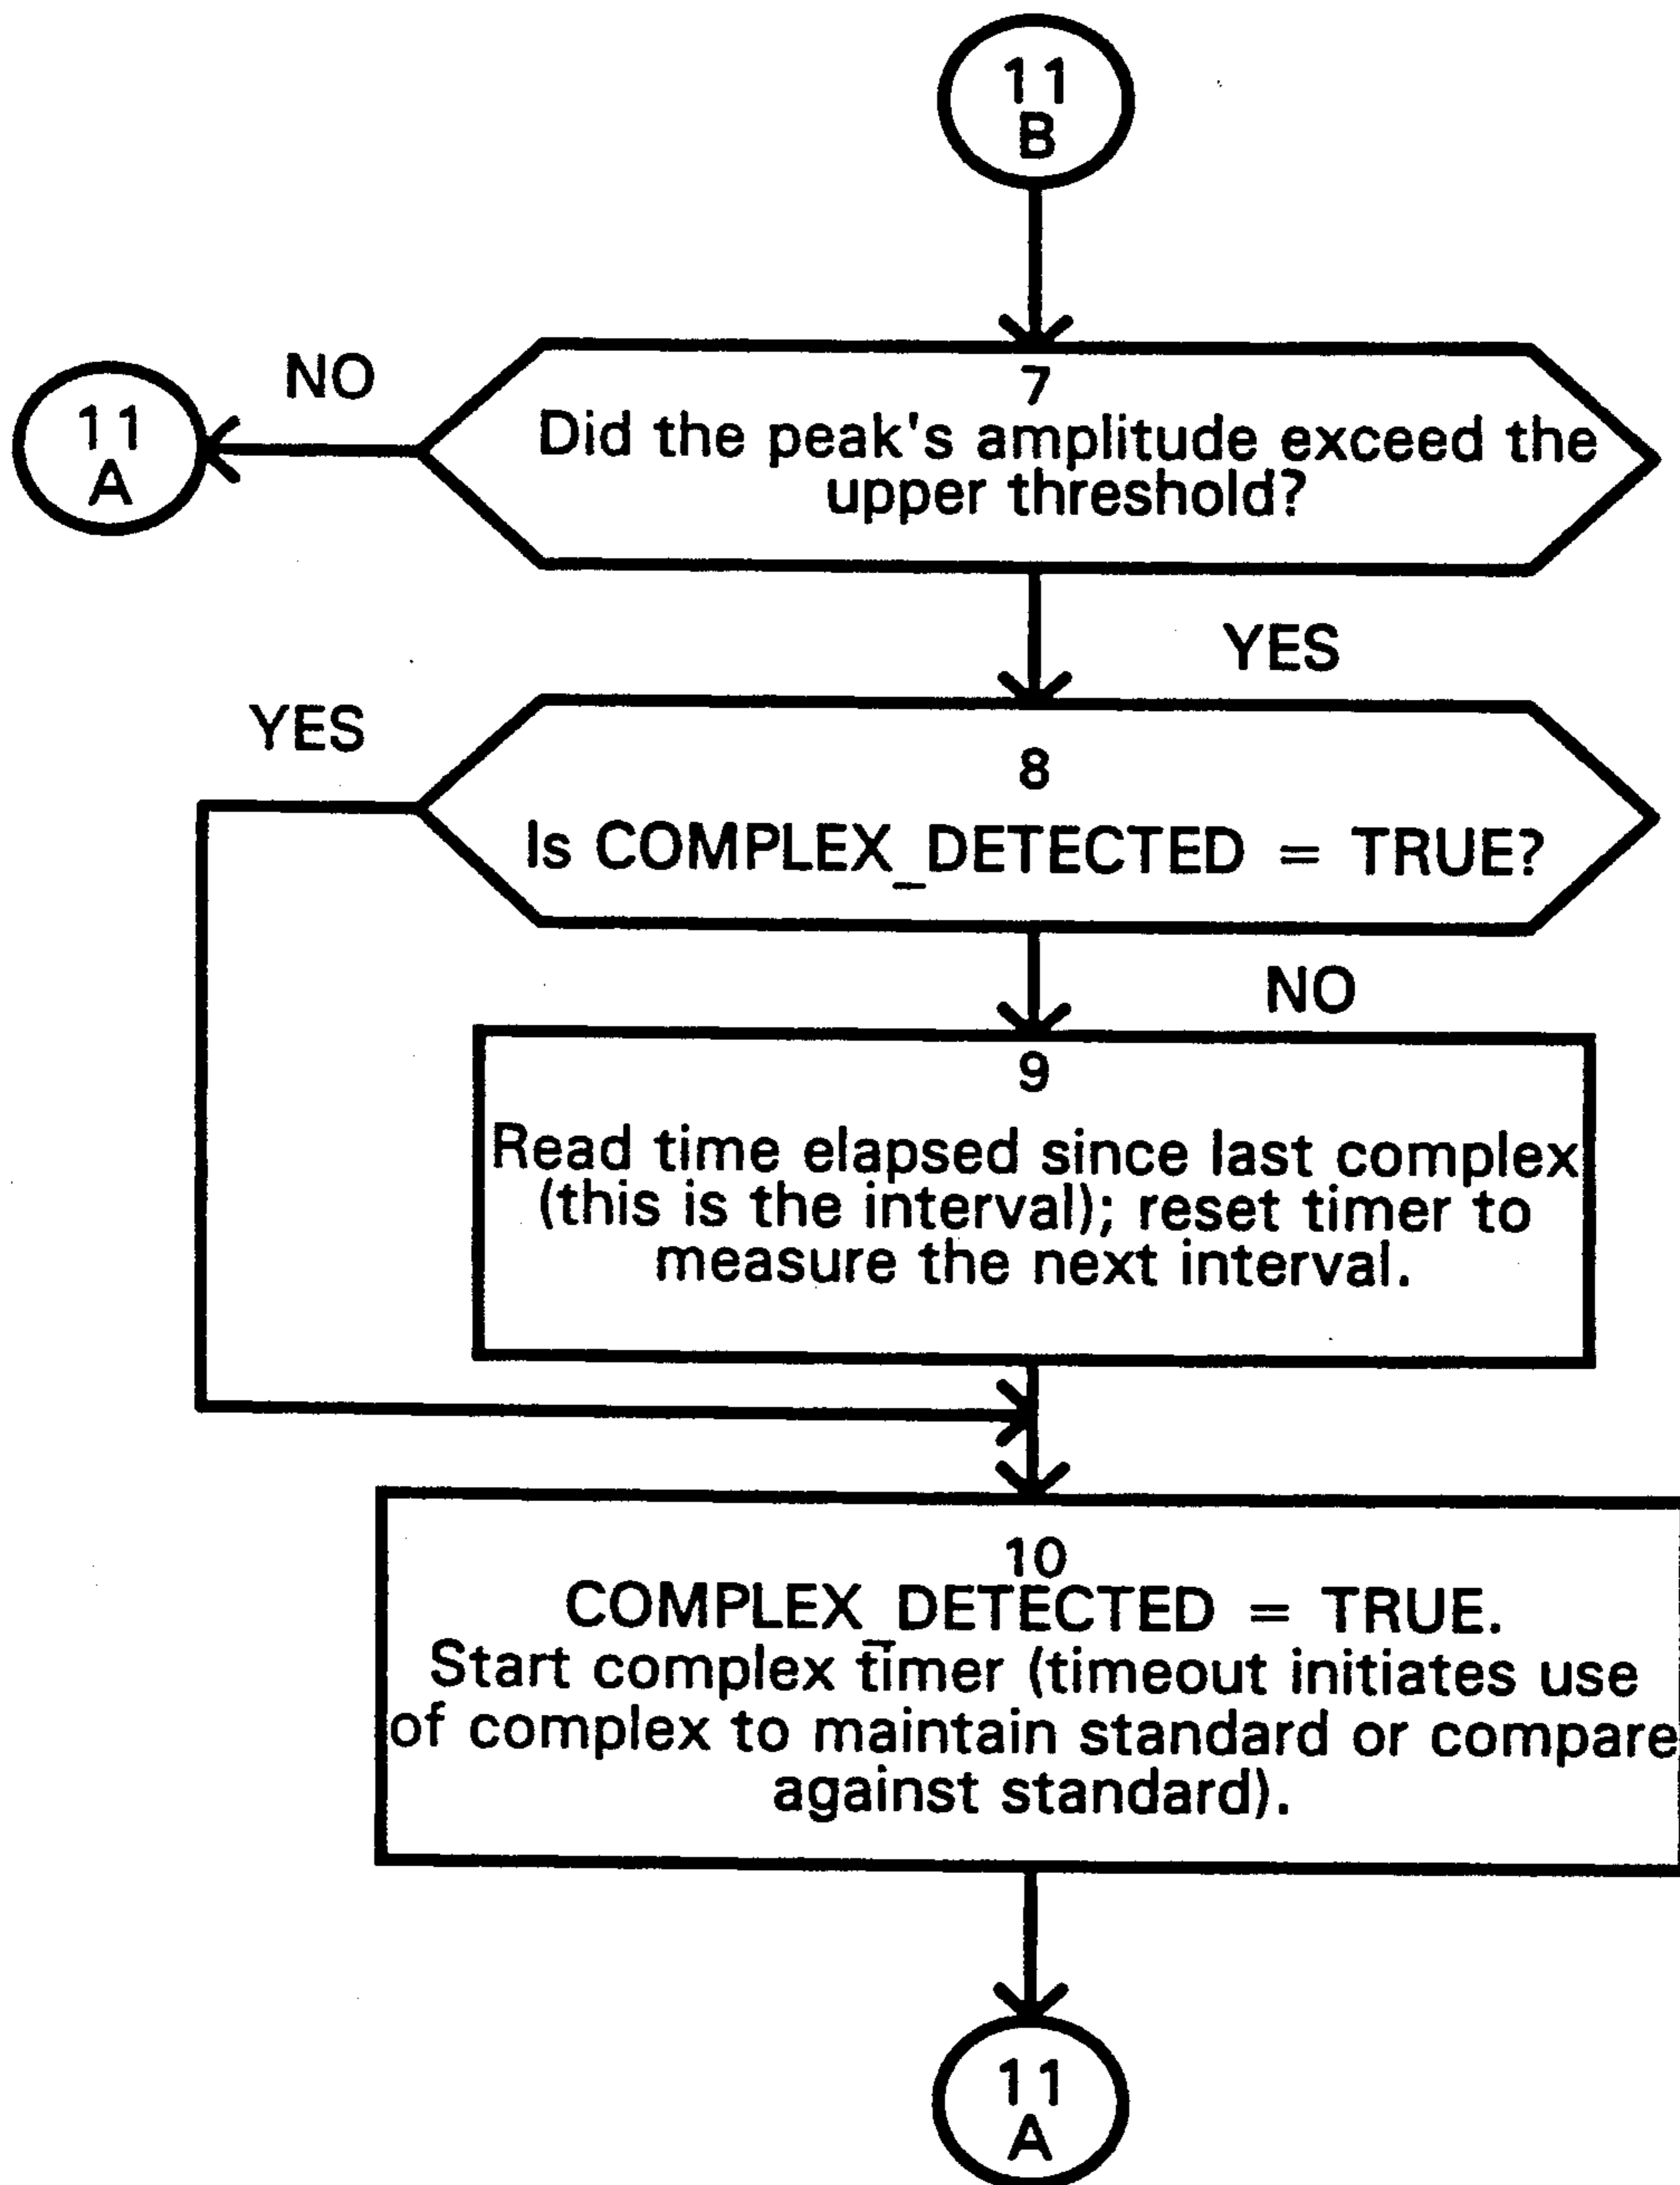 11
B
NO
11
A
7
Did the peak's amplitude exceed the
upper threshold?
YES
YES
8
Is COMPLEX_DETECTED = TRUE?
NO
9
Read time elapsed since last complex
(this is the interval); reset timer to
measure the next interval.
10
COMPLEX_DETECTED = TRUE.
Start complex timer (timeout initiates use
of complex to maintain standard or compare
against standard).
11
A